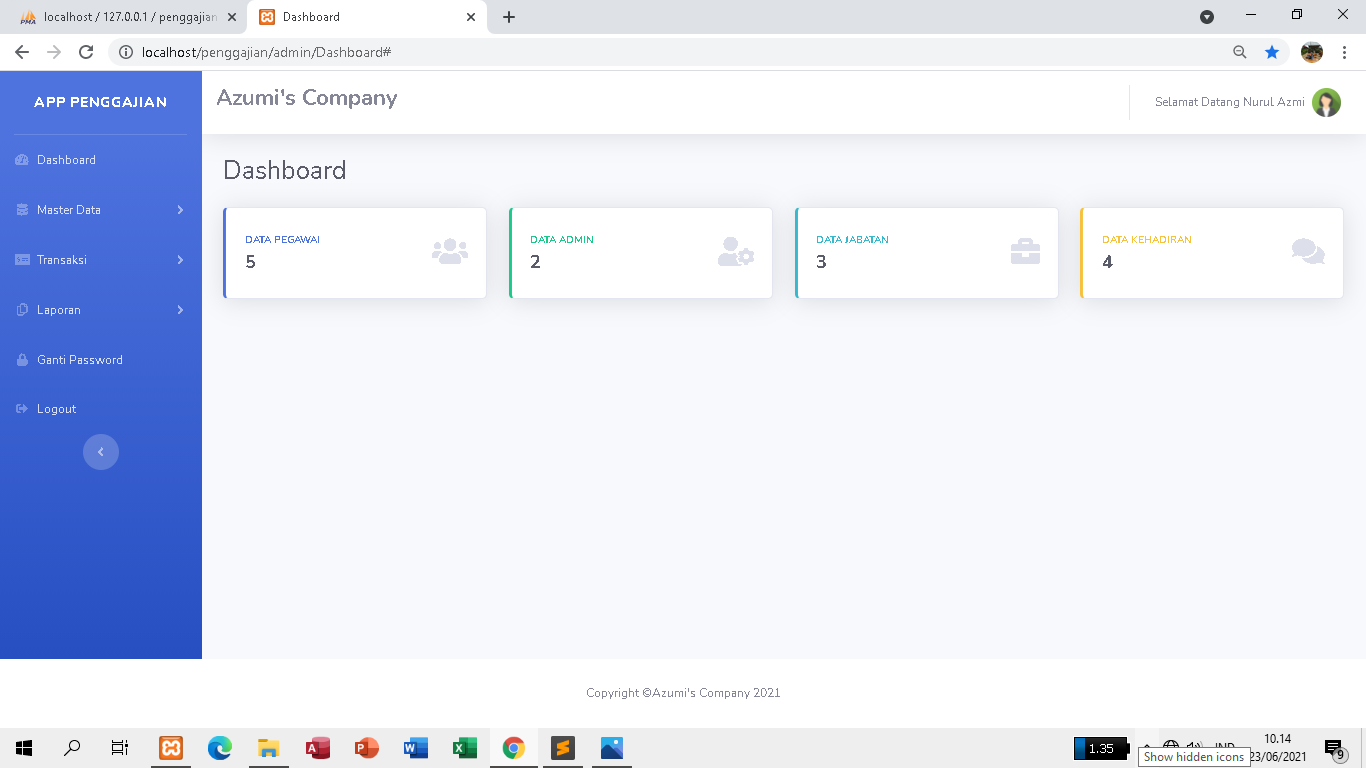 localhost / 127.0.0.1 / penggajian
Dashboard
localhost/penggajian/admin/Dashboard#
APP PENGGAJIAN
Azumi's Company
Selamat Datang Nurul Azmi
Dashboard
Master Data
Transaksi
Laporan
Ganti Password
Logout
Dashboard
DATA PEGAWAI
5
DATA ADMIN
2
DATA JABATAN
3
DATA KEHADIRAN
4
Copyright ©Azumi's Company 2021
1.35
10.14
23/06/2021
Show hidden icons
9